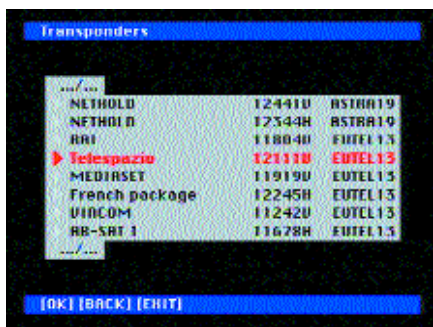 Transponders
.../...
NETHOLD 12441V ASTRA19
NETHOLD 12344H ASTRA19
RAI 11804V EUTEL13
Telespazio 12111V EUTEL13
MEDIASET 11919V EUTEL13
French package 12245H EUTEL13
VIACOM 11242V EUTEL13
AB-SAT 1 11678H EUTEL13
.../...
[OK] [BACK] [EXIT]